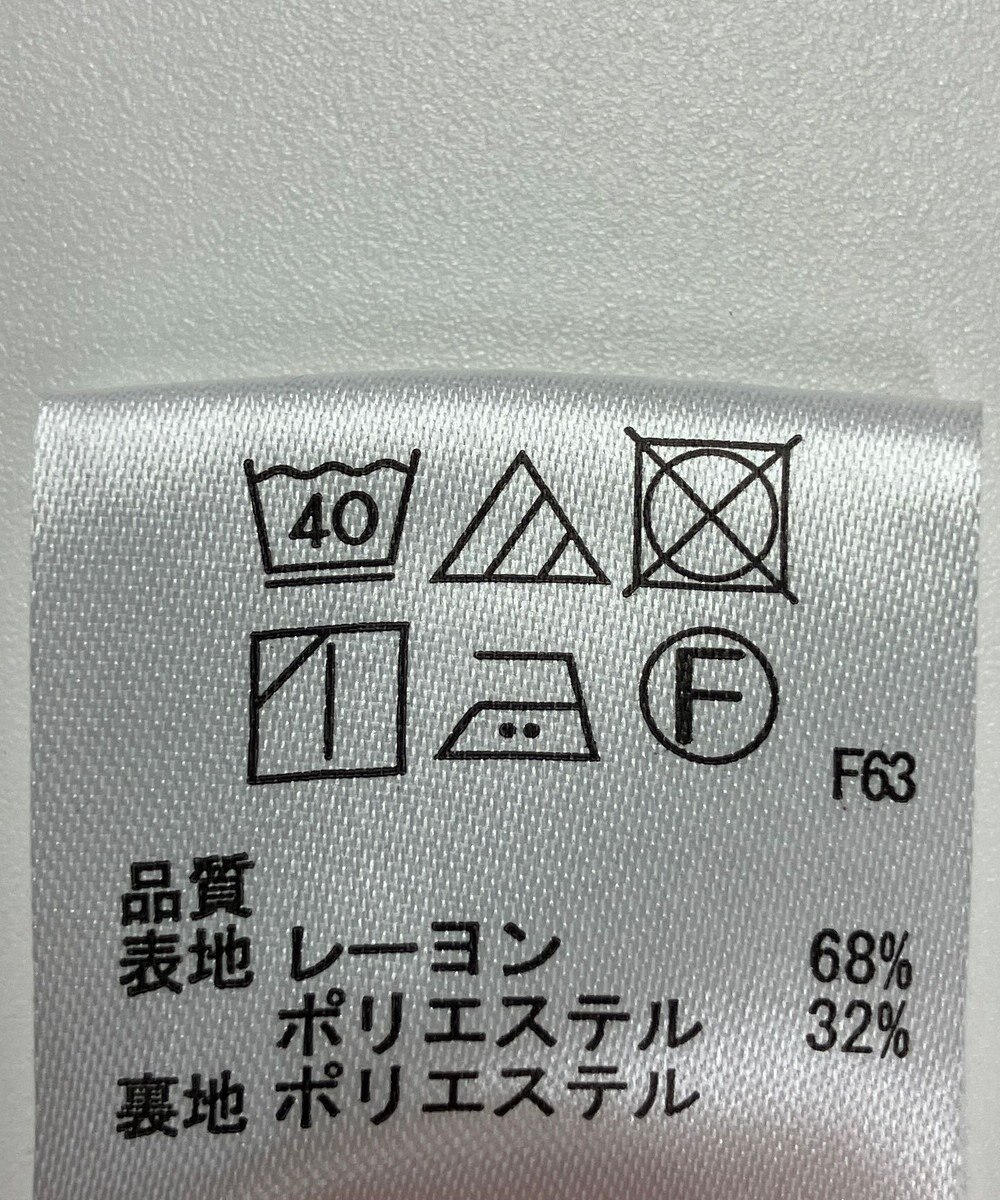 40
F
F63
品質
表地 レーヨン 68%
ポリエステル 32%
裏地 ポリエステル